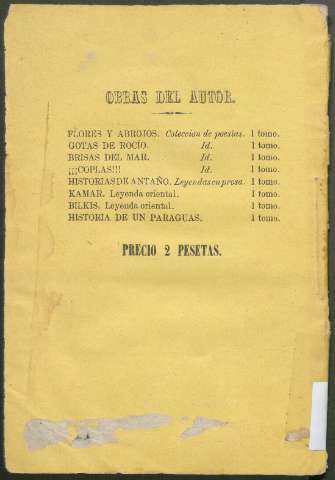 OBRAS DEL AUTOR.
FLORES Y ABROJOS. Coleccion de poesias. 1 tomo.
GOTAS DE ROCÍO. Id. 1 tomo.
BRISAS DEL MAR. Id. 1 tomo.
¡¡¡COPLAS!!! Id. 1 tomo.
HISTORIAS DE ANTAÑO. Leyendas en prosa. 1 tomo.
KAMAR. Leyenda oriental. 1 tomo.
BILKIS. Leyenda oriental. 1 tomo.
HISTORIA DE UN PARAGUAS. 1 tomo.
PRECIO 2 PESETAS.